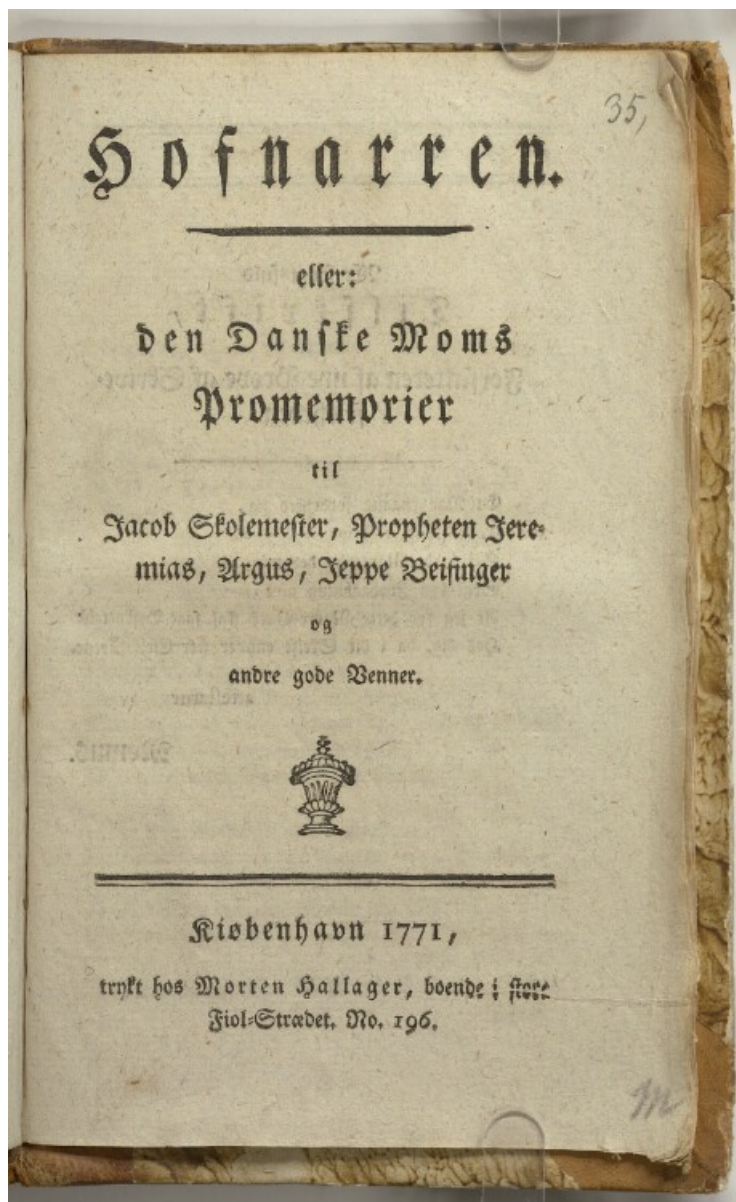 35,
Hofnarren.
eller:
den Danske Moms
Promemorier
til
Jacob Skolemester, Propheten Jere-
mias, Argus, Jeppe Beisinger
og
andre gode Venner.
Kiøbenhavn 1771,
trykt hos Morten Hallager, boende i store
Fiol-Strædet. No. 196.
M